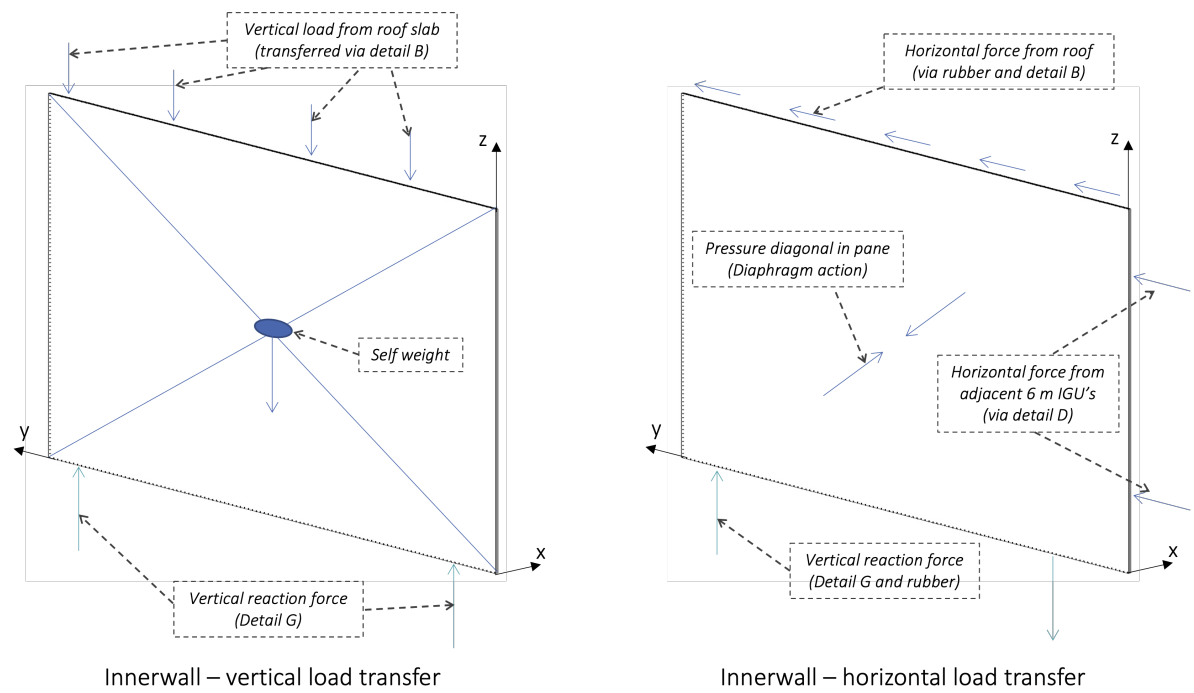 Vertical load from roof slab
(transferred via detail B)
z
Self weight
y
x
Vertical reaction force
(Detail G)
Innerwall – vertical load transfer
Horizontal force from roof
(via rubber and detail B)
z
Pressure diagonal in pane
(Diaphragm action)
Horizontal force from
adjacent 6 m IGU’s
(via detail D)
y
x
Vertical reaction force
(Detail G and rubber)
Innerwall – horizontal load transfer